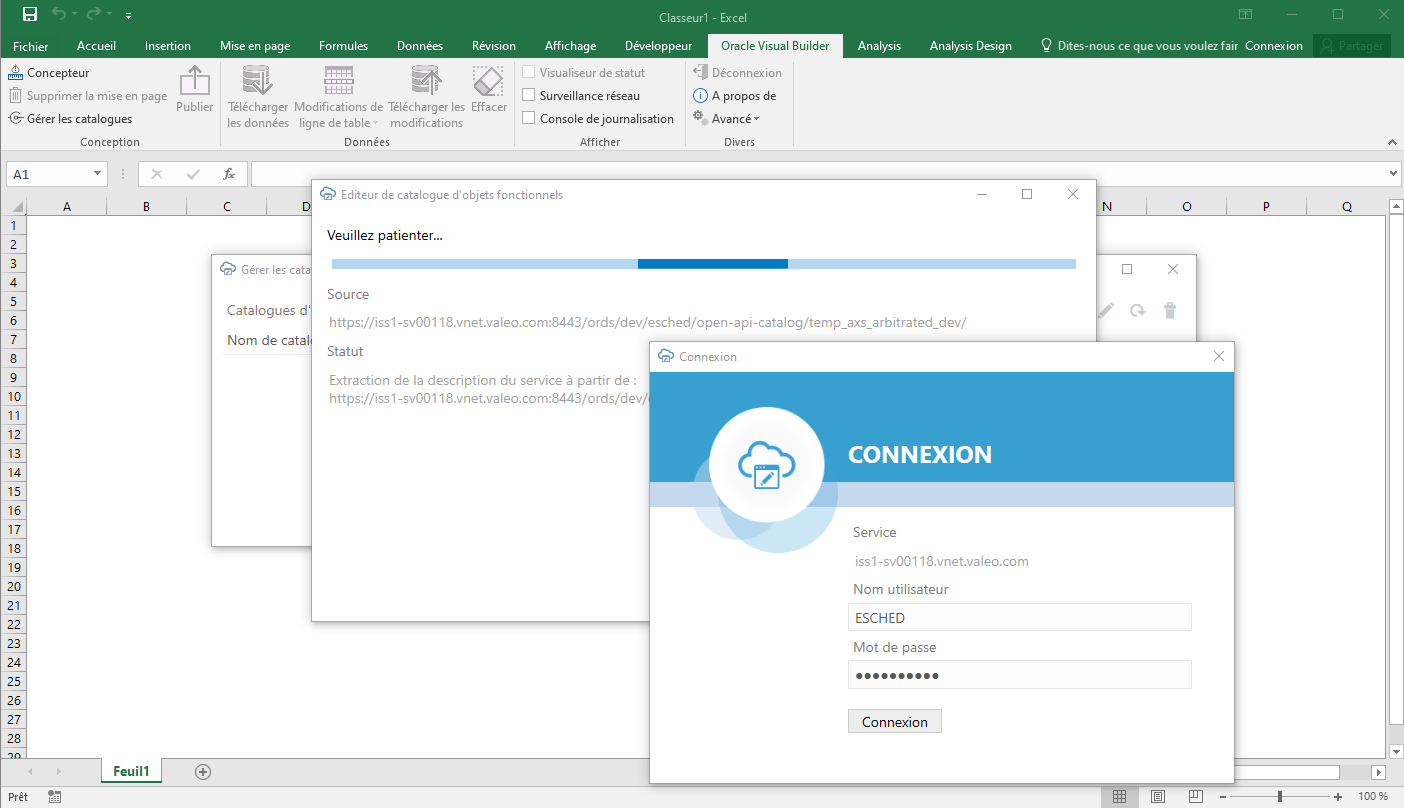 Classeur1 - Excel
Fichier Accueil Insertion Mise en page Formules Données Révision Affichage Développeur Oracle Visual Builder Analysis Analysis Design Dites-nous ce que vous voulez fair Connexion Partager
Concepteur
Supprimer la mise en page
Gérer les catalogues
Publier
Conception
Télécharger
les données
Modifications de
ligne de table
Télécharger les
modifications
Effacer
Données
Visualiseur de statut
Surveillance réseau
Console de journalisation
Afficher
Déconnexion
A propos de
Avancé
Divers
A1
fx
A B C D N O P Q
1
2
3
4
5
6
7
8
9
10
11
12
13
14
15
16
17
18
19
20
21
22
23
24
25
26
27
28
29
Gérer les cata
Catalogues d'
Nom de catal
Editeur de catalogue d'objets fonctionnels
Veuillez patienter...
Source
https://iss1-sv00118.vnet.valeo.com:8443/ords/dev/esched/open-api-catalog/temp_axs_arbitrated_dev/
Statut
Extraction de la description du service à partir de :
https://iss1-sv00118.vnet.valeo.com:8443/ords/dev/
Connexion
CONNEXION
Service
iss1-sv00118.vnet.valeo.com
Nom utilisateur
ESCHED
Mot de passe
●●●●●●●●●●
Connexion
Feuil1
Prêt
100 %